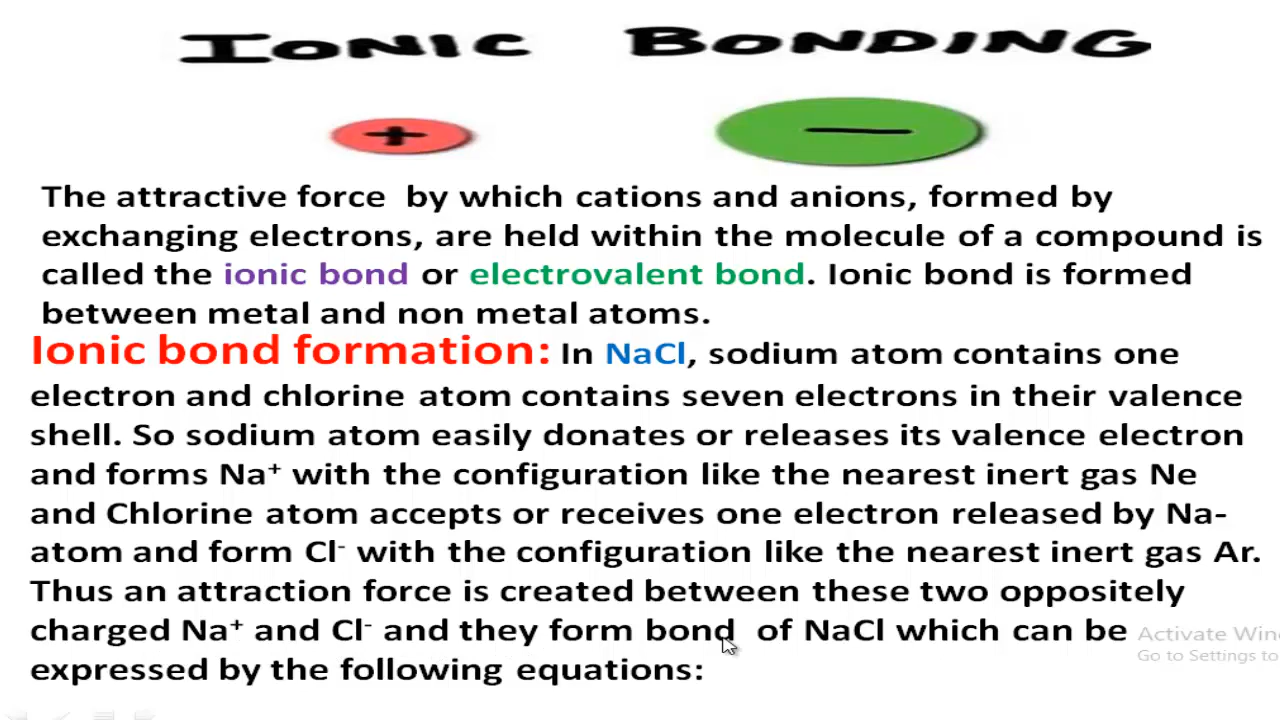 IONIC BONDING
+ −
The attractive force by which cations and anions, formed by
exchanging electrons, are held within the molecule of a compound is
called the ionic bond or electrovalent bond. Ionic bond is formed
between metal and non metal atoms.
Ionic bond formation: In NaCl, sodium atom contains one
electron and chlorine atom contains seven electrons in their valence
shell. So sodium atom easily donates or releases its valence electron
and forms Na⁺ with the configuration like the nearest inert gas Ne
and Chlorine atom accepts or receives one electron released by Na-
atom and form Cl⁻ with the configuration like the nearest inert gas Ar.
Thus an attraction force is created between these two oppositely
charged Na⁺ and Cl⁻ and they form bond of NaCl which can be
expressed by the following equations:
Activate Win
Go to Settings to